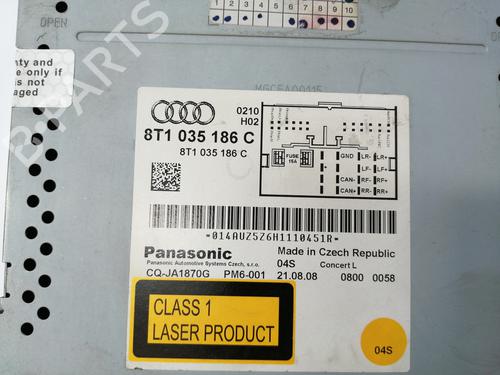 1 2 3 4 5 6 7 8 9 10
OPEN
OPEN
nty and
e only if
s not
aged
0210
H02
8T1 035 186 C
8T1 035 186 C
FUSE
15A
GND LR- LR+
LF- LF+
CAN- RF- RF+
CAN+ RR- RR+
*014AUZ5Z6H1110451R*
Panasonic
Made in Czech Republic
Panasonic Automotive Systems Czech, s.r.o.
04S Concert L
CQ-JA1870G PM6-001 21.08.08 0800 0058
CLASS 1
LASER PRODUCT
04S
B-PARTS